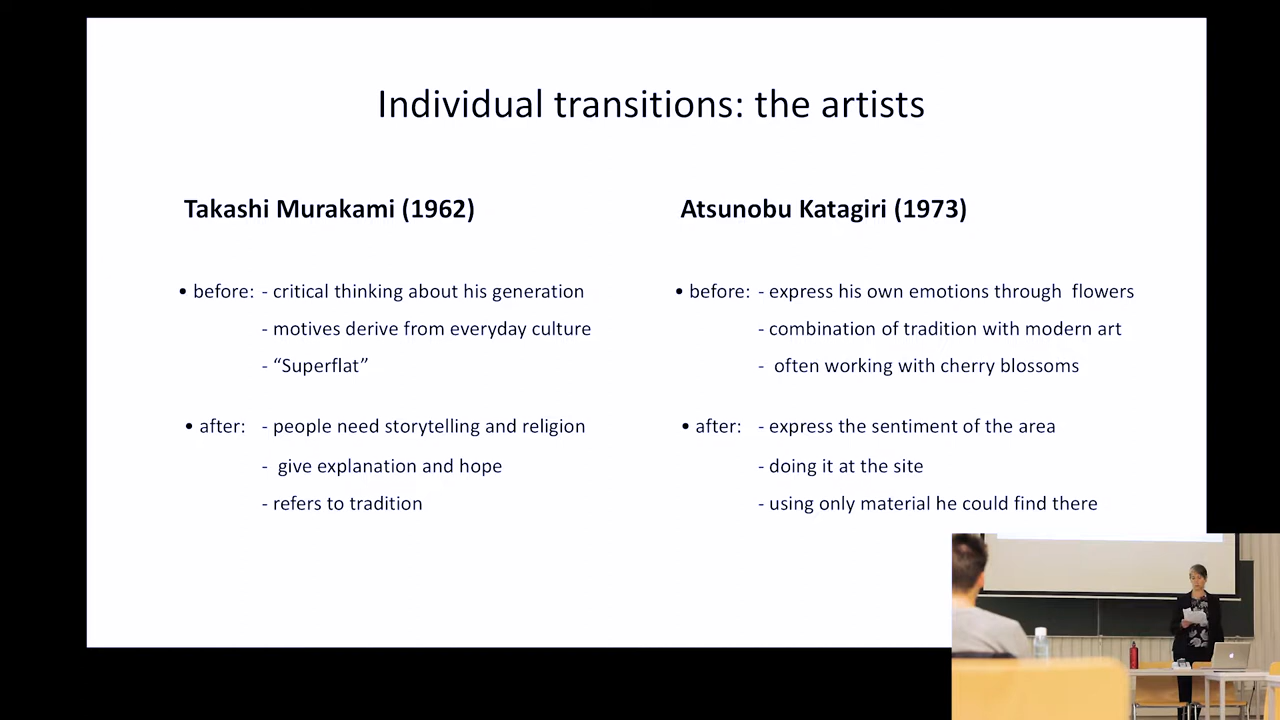 Individual transitions: the artists
Takashi Murakami (1962)
• before: - critical thinking about his generation
- motives derive from everyday culture
- “Superflat”
• after: - people need storytelling and religion
- give explanation and hope
- refers to tradition
Atsunobu Katagiri (1973)
• before: - express his own emotions through flowers
- combination of tradition with modern art
- often working with cherry blossoms
• after: - express the sentiment of the area
- doing it at the site
- using only material he could find there